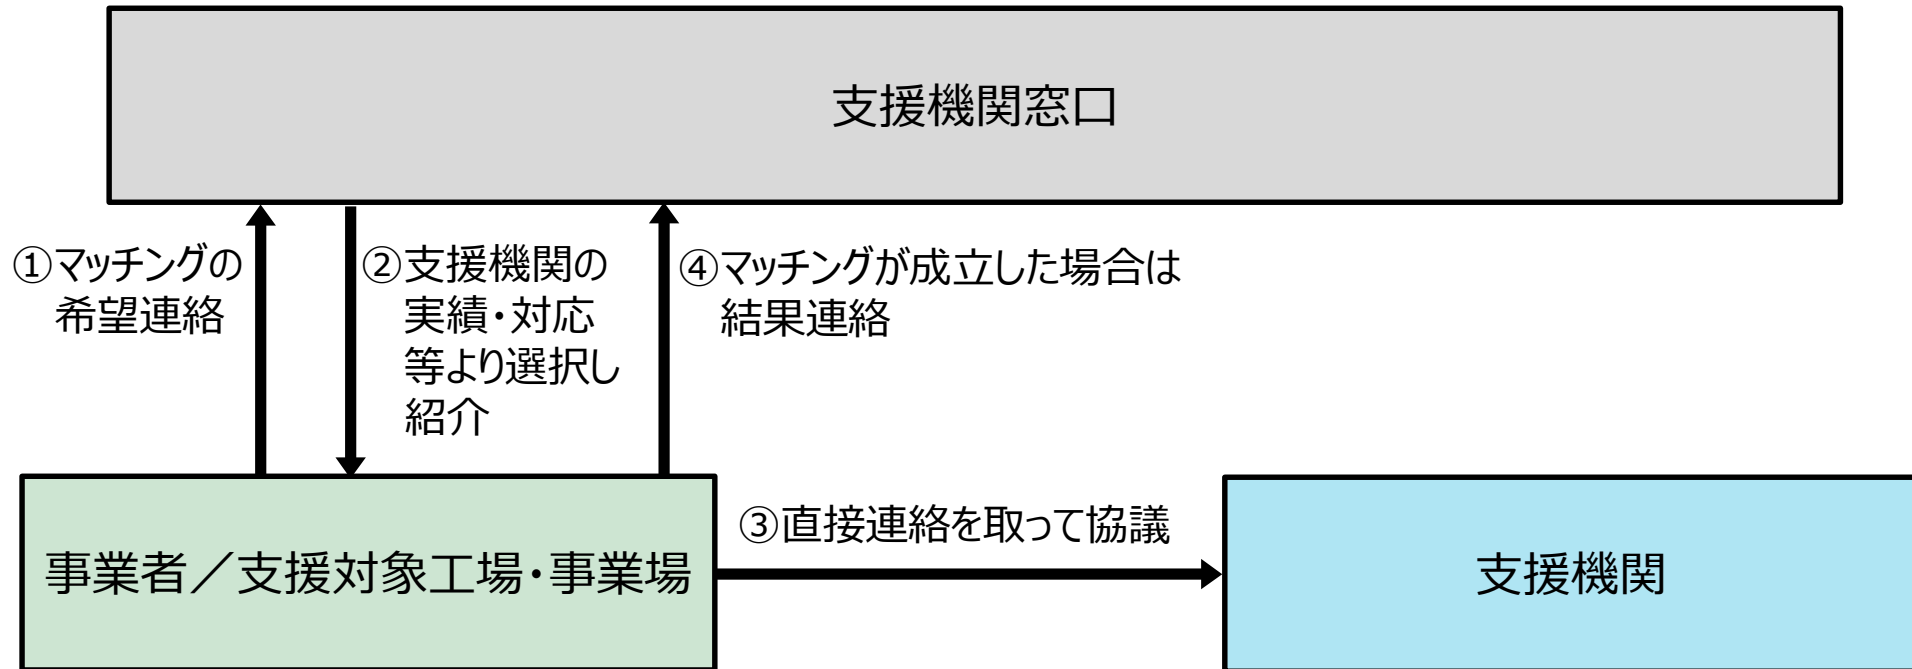 支援機関窓口
①マッチングの
希望連絡
②支援機関の
実績・対応
等より選択し
紹介
④マッチングが成立した場合は
結果連絡
③直接連絡を取って協議
事業者／支援対象工場・事業場
支援機関